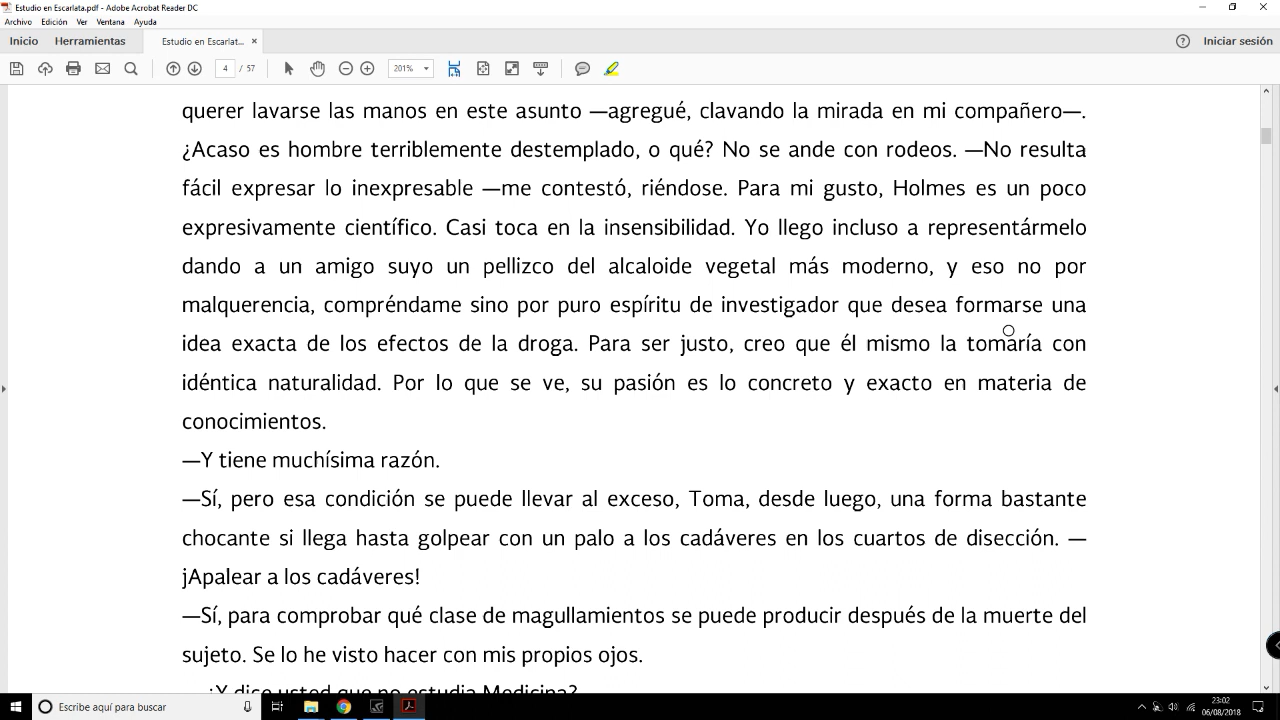 Estudio en Escarlata.pdf - Adobe Acrobat Reader DC
Archivo Edición Ver Ventana Ayuda
Inicio Herramientas Estudio en Escarlat... × Iniciar sesión
4 / 57 201%
querer lavarse las manos en este asunto —agregué, clavando la mirada en mi compañero—.
¿Acaso es hombre terriblemente destemplado, o qué? No se ande con rodeos. —No resulta
fácil expresar lo inexpresable —me contestó, riéndose. Para mi gusto, Holmes es un poco
expresivamente científico. Casi toca en la insensibilidad. Yo llego incluso a representármelo
dando a un amigo suyo un pellizco del alcaloide vegetal más moderno, y eso no por
malquerencia, compréndame sino por puro espíritu de investigador que desea formarse una
idea exacta de los efectos de la droga. Para ser justo, creo que él mismo la tomaría con
idéntica naturalidad. Por lo que se ve, su pasión es lo concreto y exacto en materia de
conocimientos.
—Y tiene muchísima razón.
—Sí, pero esa condición se puede llevar al exceso, Toma, desde luego, una forma bastante
chocante si llega hasta golpear con un palo a los cadáveres en los cuartos de disección. —
jApalear a los cadáveres!
—Sí, para comprobar qué clase de magullamientos se puede producir después de la muerte del
sujeto. Se lo he visto hacer con mis propios ojos.
—¿Y dice usted que no estudia Medicina?
Escribe aquí para buscar
23:02
06/08/2018